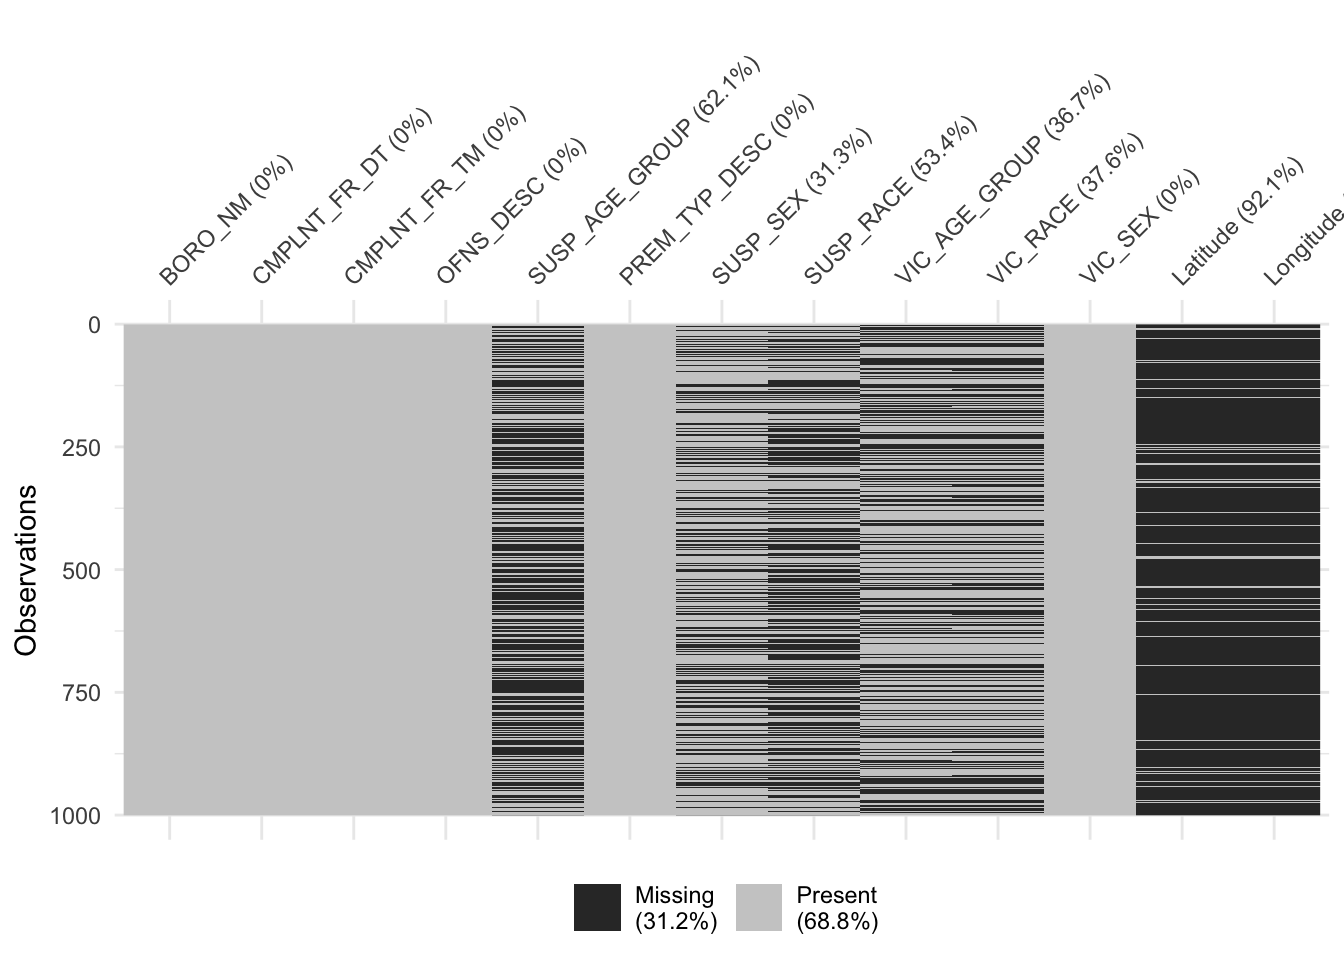 BORO_NM (0%)
CMPLNT_FR_DT (0%)
CMPLNT_FR_TM (0%)
OFNS_DESC (0%)
SUSP_AGE_GROUP (62.1%)
PREM_TYP_DESC (0%)
SUSP_SEX (31.3%)
SUSP_RACE (53.4%)
VIC_AGE_GROUP (36.7%)
VIC_RACE (37.6%)
VIC_SEX (0%)
Latitude (92.1%)
Longitude
0
250
500
750
1000
Observations
Missing
(31.2%)
Present
(68.8%)